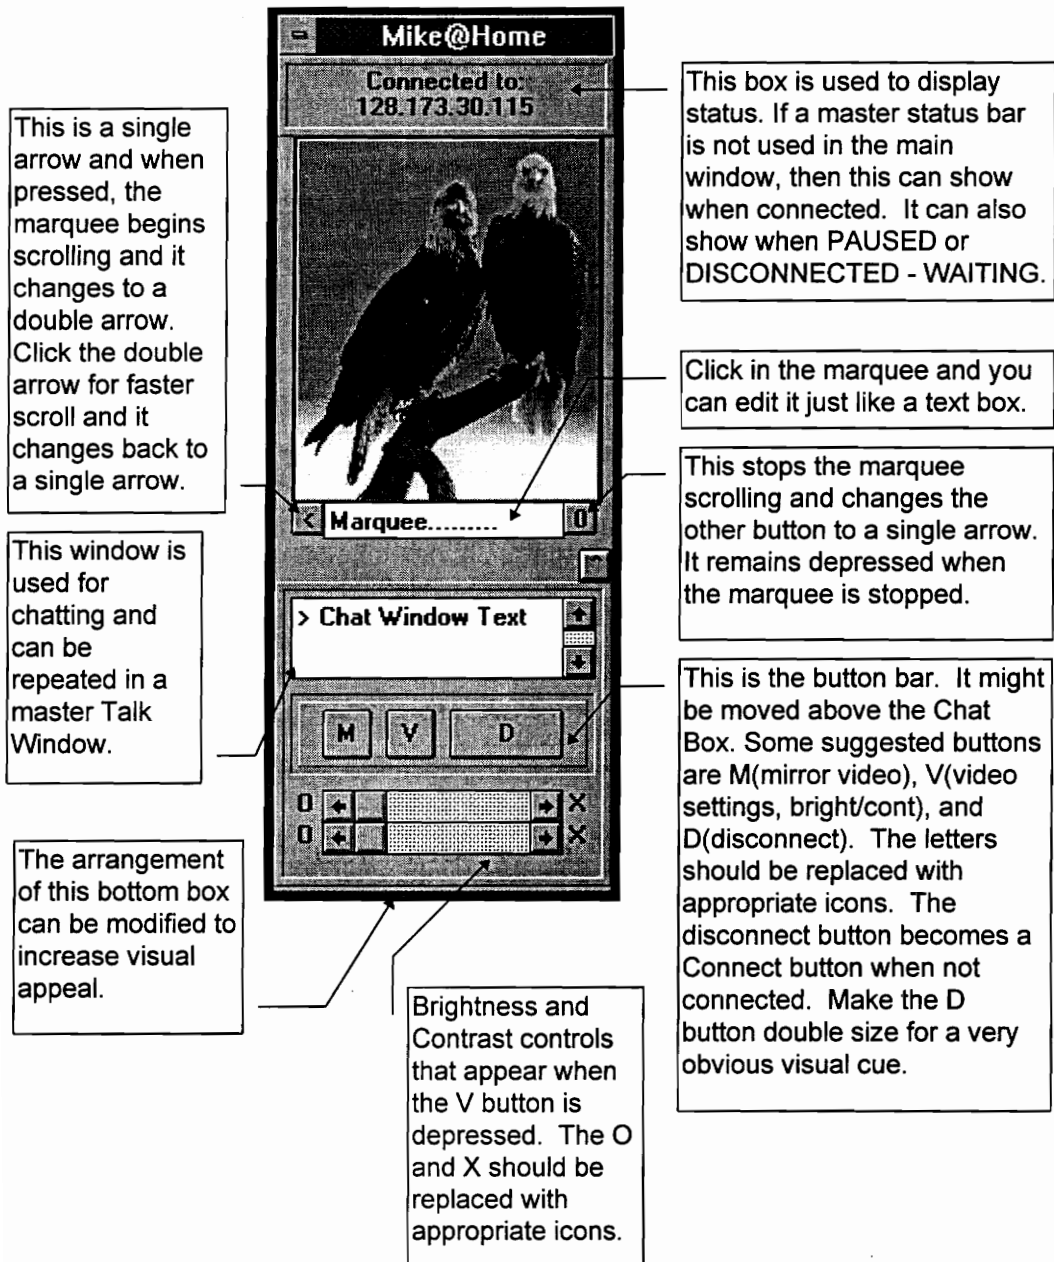 Mike@Home
Connected to:
128.173.30.115
This is a single
arrow and when
pressed, the
marquee begins
scrolling and it
changes to a
double arrow.
Click the double
arrow for faster
scroll and it
changes back to
a single arrow.
This box is used to display
status. If a master status bar
is not used in the main
window, then this can show
when connected. It can also
show when PAUSED or
DISCONNECTED - WAITING.
Click in the marquee and you
can edit it just like a text box.
< Marquee......... 0
This stops the marquee
scrolling and changes the
other button to a single arrow.
It remains depressed when
the marquee is stopped.
This window is
used for
chatting and
can be
repeated in a
master Talk
Window.
> Chat Window Text
M V D
O X
O X
This is the button bar. It might
be moved above the Chat
Box. Some suggested buttons
are M(mirror video), V(video
settings, bright/cont), and
D(disconnect). The letters
should be replaced with
appropriate icons. The
disconnect button becomes a
Connect button when not
connected. Make the D
button double size for a very
obvious visual cue.
The arrangement
of this bottom box
can be modified to
increase visual
appeal.
Brightness and
Contrast controls
that appear when
the V button is
depressed. The O
and X should be
replaced with
appropriate icons.